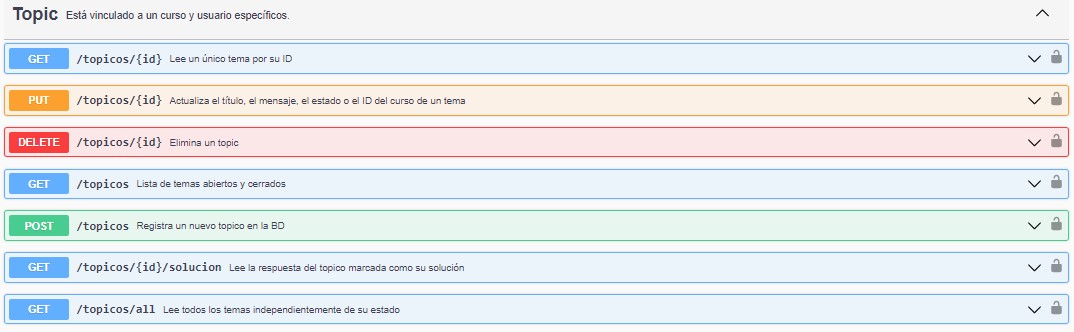 Topic Está vinculado a un curso y usuario específicos.
GET /topicos/{id} Lee un único tema por su ID
PUT /topicos/{id} Actualiza el título, el mensaje, el estado o el ID del curso de un tema
DELETE /topicos/{id} Elimina un topic
GET /topicos Lista de temas abiertos y cerrados
POST /topicos Registra un nuevo topico en la BD
GET /topicos/{id}/solucion Lee la respuesta del topico marcada como su solución
GET /topicos/all Lee todos los temas independientemente de su estado